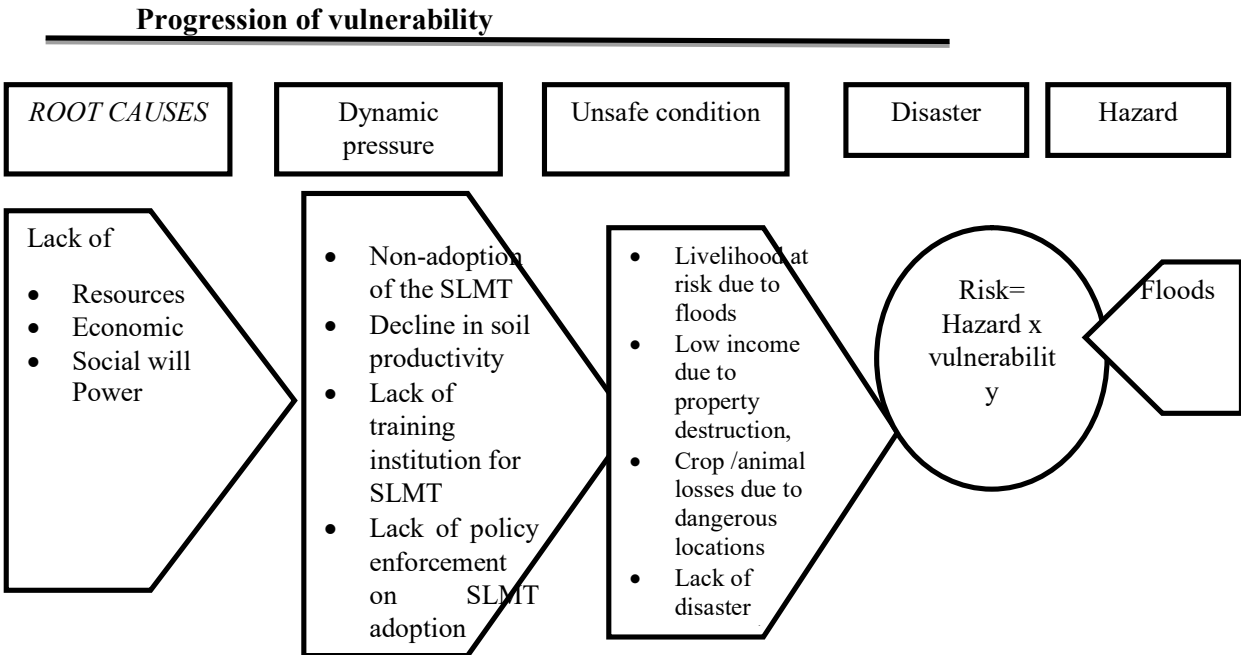 Progression of vulnerability
ROOT CAUSES
Dynamic
pressure
Unsafe condition
Disaster
Hazard
Lack of
• Resources
• Economic
• Social will
Power
• Non-adoption
of the SLMT
• Decline in soil
productivity
• Lack of
training
institution for
SLMT
• Lack of policy
enforcement
on SLMT
adoption
• Livelihood at
risk due to
floods
• Low income
due to
property
destruction,
• Crop /animal
losses due to
dangerous
locations
• Lack of
disaster
Risk=
Hazard x
vulnerabilit
y
Floods